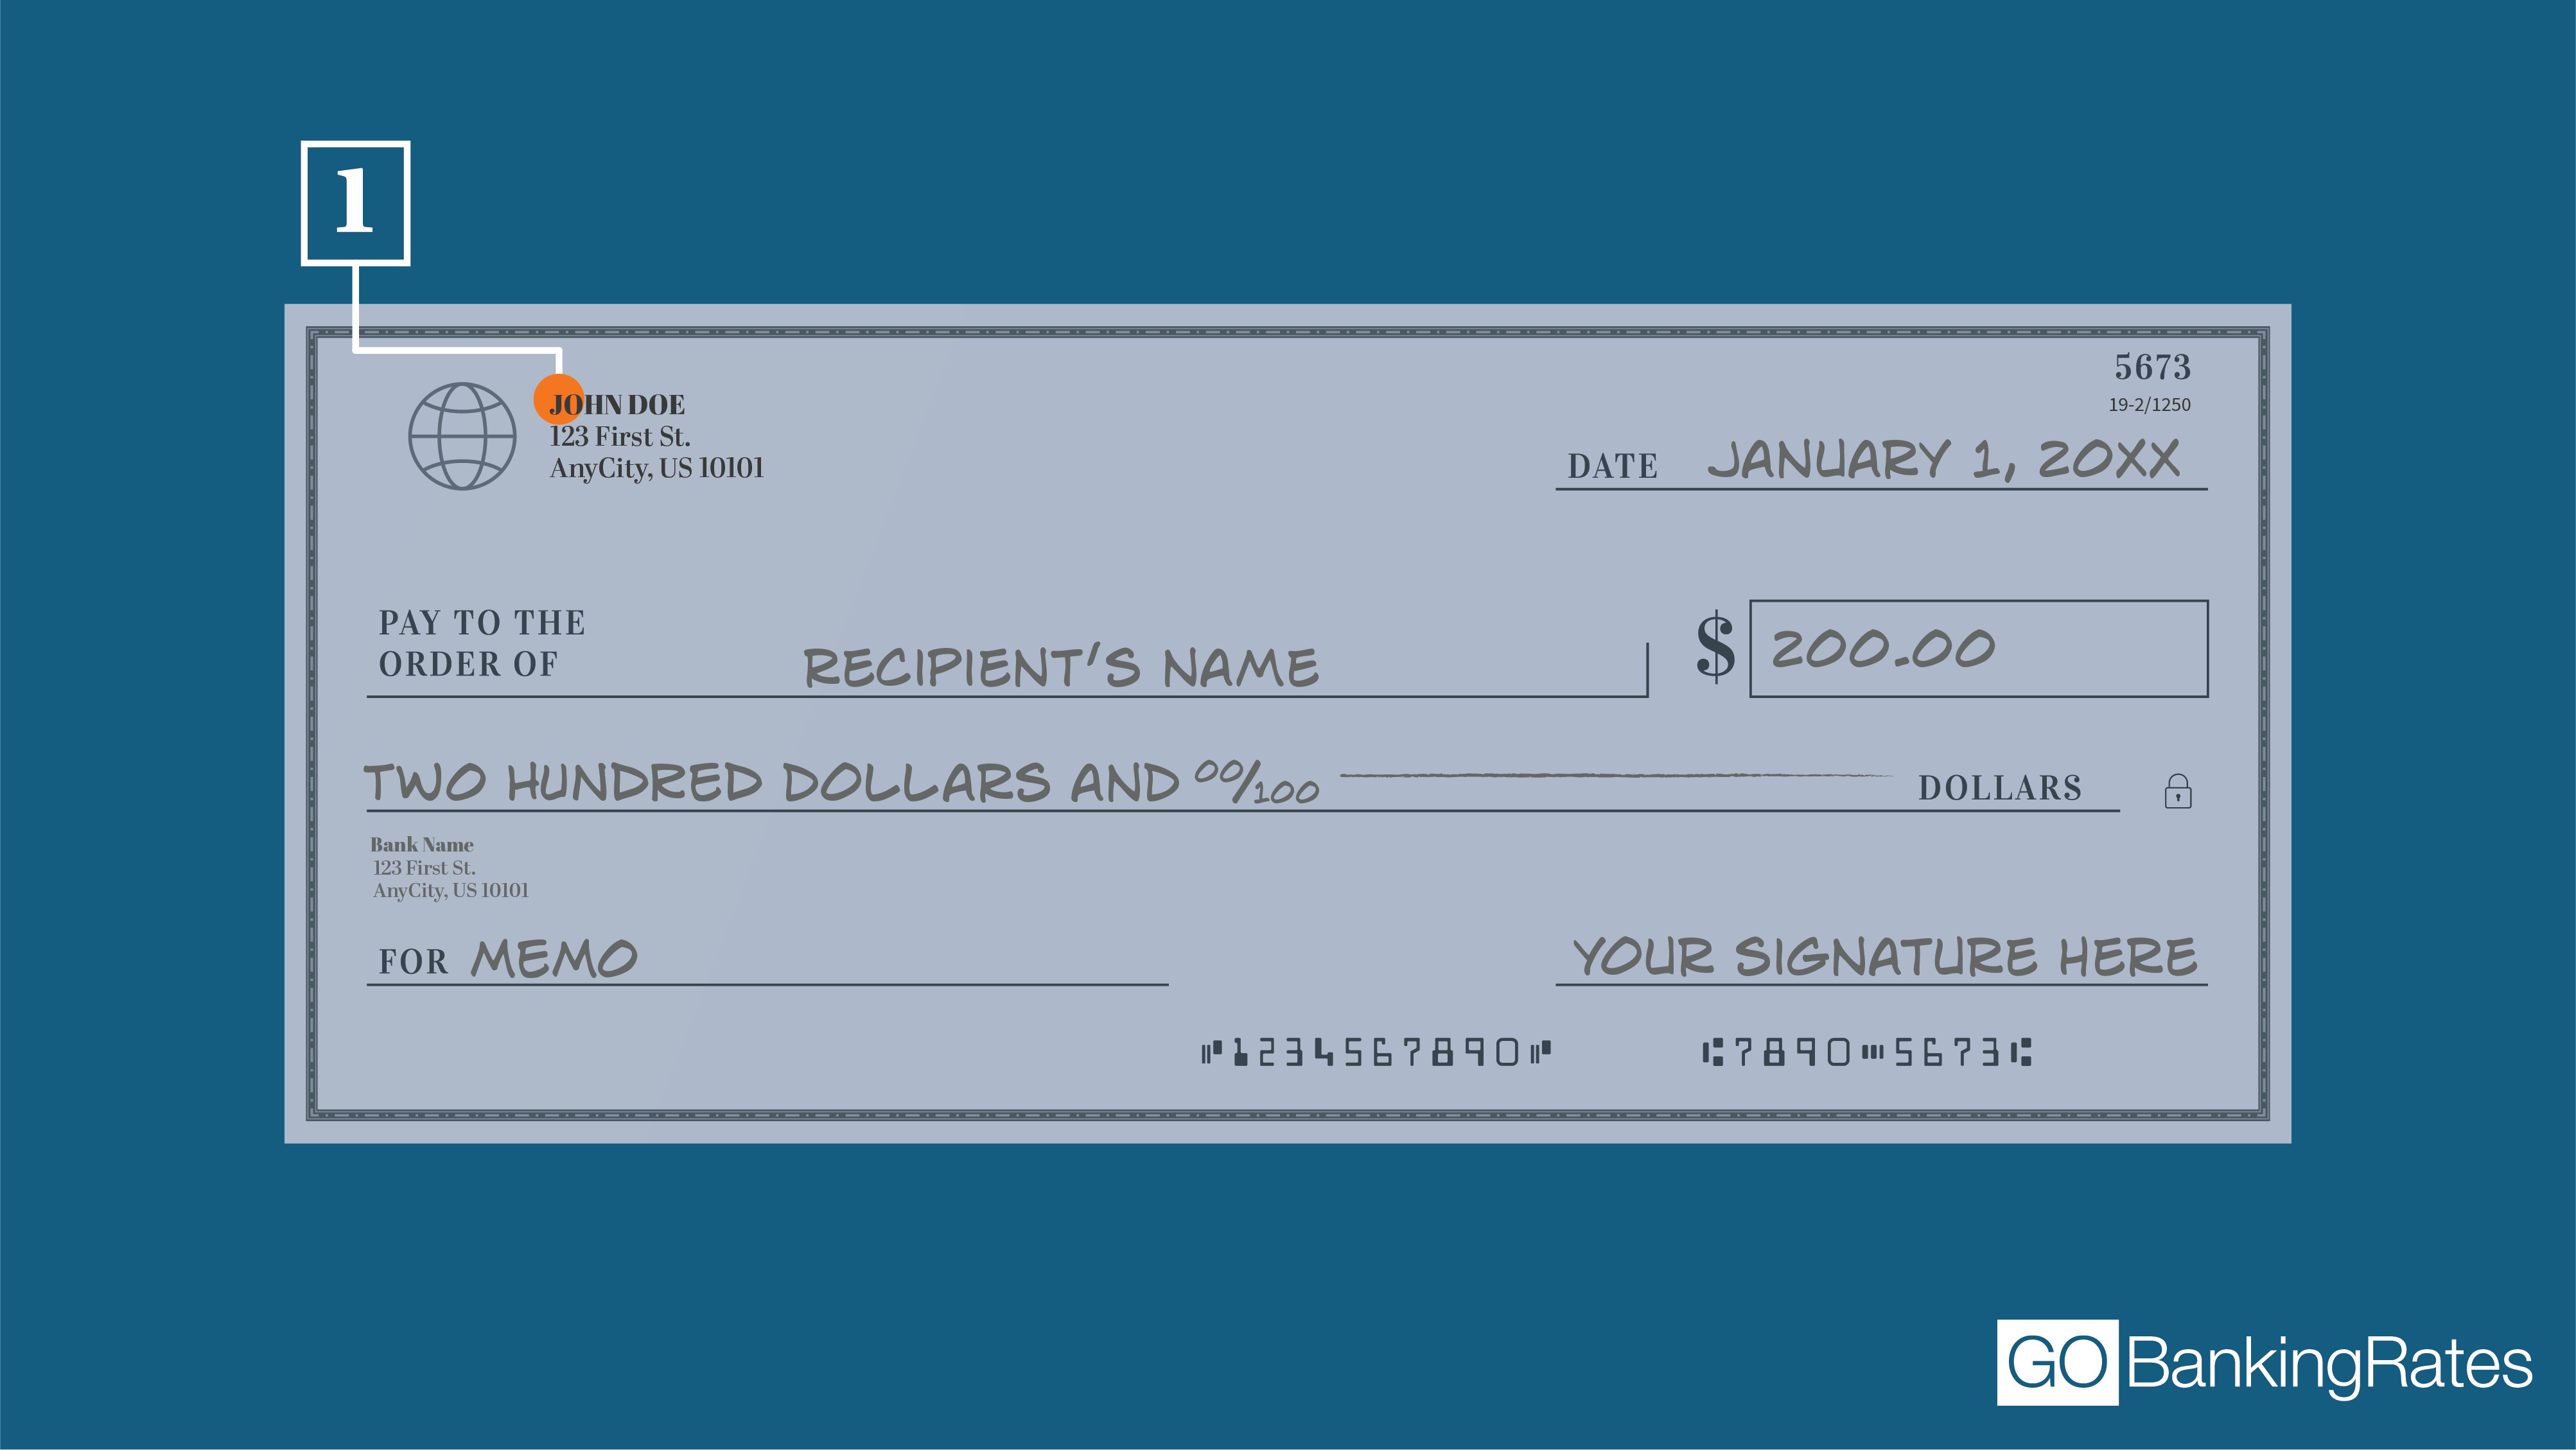 1
5673
19-2/1250
JOHN DOE
123 First St.
AnyCity, US 10101
DATE JANUARY 1, 20XX
PAY TO THE
ORDER OF RECIPIENT'S NAME $ 200.00
TWO HUNDRED DOLLARS AND 00/100 DOLLARS
Bank Name
123 First St.
AnyCity, US 10101
FOR MEMO YOUR SIGNATURE HERE
⑈1234567890⑈ ⑆7890⑉5673⑆
GOBankingRates